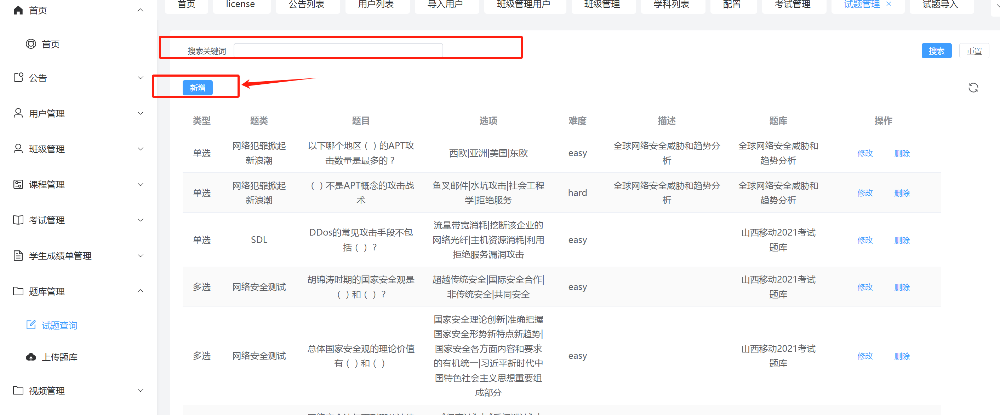 首页
首页
公告
用户管理
班级管理
课程管理
考试管理
学生成绩单管理
题库管理
试题查询
上传题库
视频管理
首页 license 公告列表 用户列表 导入用户 班级管理用户 班级管理 学科列表 配置 考试管理 试题管理 × 试题导入
搜索关键词 搜索 重置
新增
类型 题类 题目 选项 难度 描述 题库 操作
单选
网络犯罪掀起
新浪潮
以下哪个地区（ ）的APT攻
击数量是最多的？
西欧|亚洲|美国|东欧
easy
全球网络安全威胁和趋势分
析
全球网络安全威胁和
趋势分析
修改 删除
单选
网络犯罪掀起
新浪潮
（ ）不是APT概念的攻击战
术
鱼叉邮件|水坑攻击|社会工程
学|拒绝服务
hard
全球网络安全威胁和趋势分
析
全球网络安全威胁和
趋势分析
修改 删除
单选
SDL
DDos的常见攻击手段不包
括（ ）?
流量带宽消耗|挖断该企业的
网络光纤|主机资源消耗|利用
拒绝服务漏洞攻击
easy
山西移动2021考试
题库
修改 删除
多选
网络安全测试
胡锦涛时期的国家安全观是
（ ）和（ ）?
超越传统安全|国际安全合作|
非传统安全|共同安全
easy
山西移动2021考试
题库
修改 删除
多选
网络安全测试
总体国家安全观的理论价值
有（ ）和（ ）
国家安全理论创新|准确把握
国家安全形势新特点新趋势|
国家安全各方面内容和要求
的有机统一|习近平新时代中
国特色社会主义思想重要组
成部分
easy
山西移动2021考试
题库
修改 删除